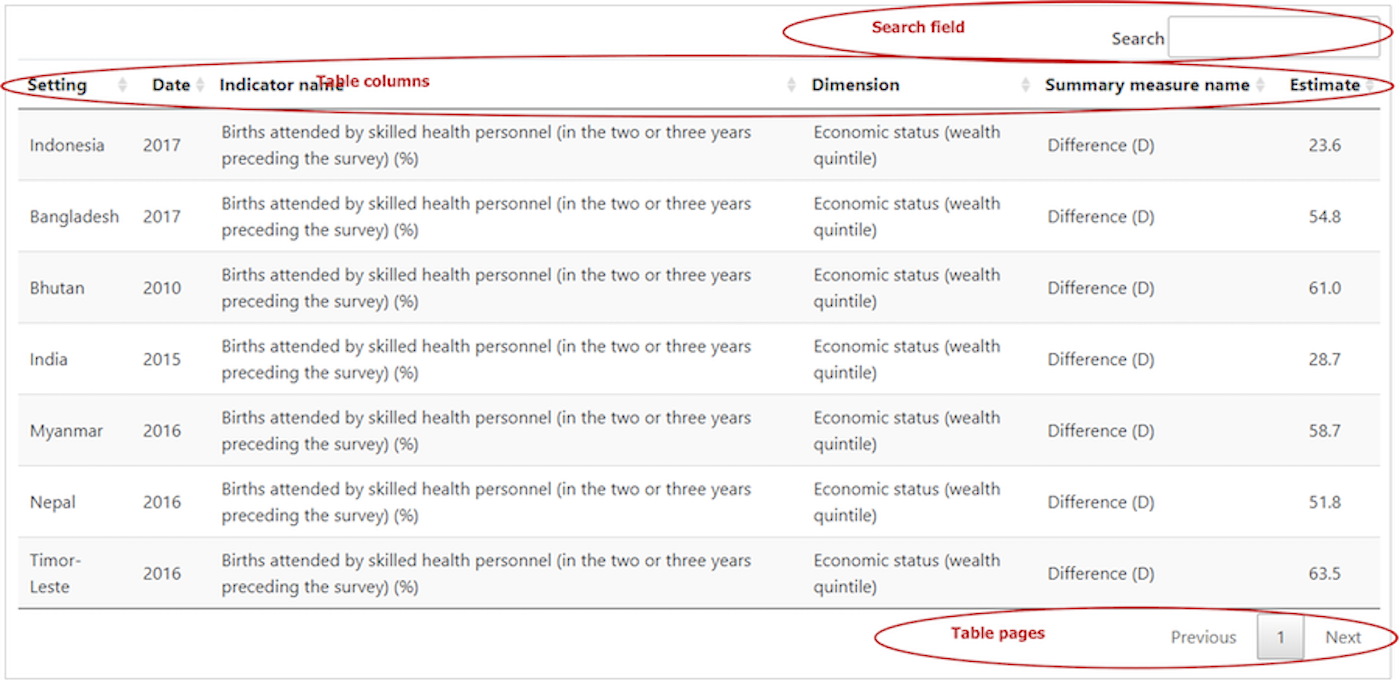 Search field
Search
Table columns
Setting Date Indicator name Dimension Summary measure name Estimate
Births attended by skilled health personnel (in the two or three years Economic status (wealth
Indonesia 2017 Difference (D) 23.6
preceding the survey) (%) quintile)
Births attended by skilled health personnel (in the two or three years Economic status (wealth
Bangladesh 2017 Difference (D) 54.8
preceding the survey) (%) quintile)
Births attended by skilled health personnel (in the two or three years Economic status (wealth
Bhutan 2010 Difference (D) 61.0
preceding the survey) (%) quintile)
Births attended by skilled health personnel (in the two or three years Economic status (wealth
India 2015 Difference (D) 28.7
preceding the survey) (%) quintile)
Births attended by skilled health personnel (in the two or three years Economic status (wealth
Myanmar 2016 Difference (D) 58.7
preceding the survey) (%) quintile)
Births attended by skilled health personnel (in the two or three years Economic status (wealth
Nepal 2016 Difference (D) 51.8
preceding the survey) (%) quintile)
Timor- Births attended by skilled health personnel (in the two or three years Economic status (wealth
2016 Difference (D) 63.5
Leste preceding the survey) (%) quintile)
Table pages
Previous 1 Next